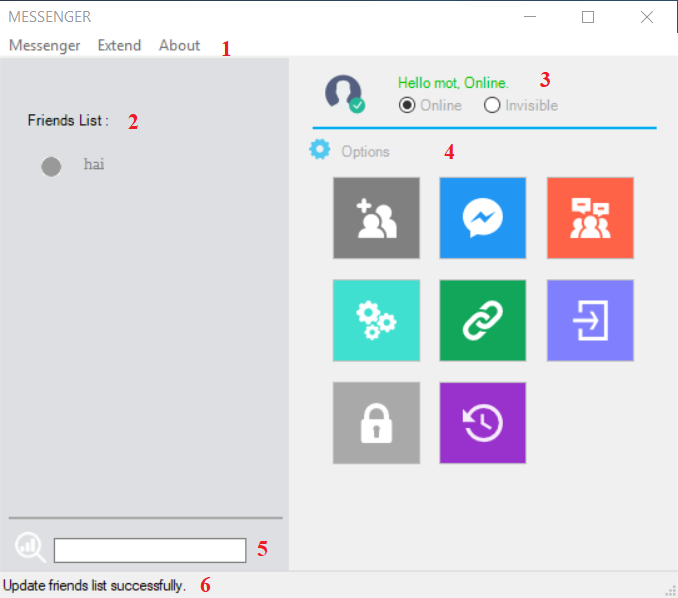 MESSENGER
Messenger Extend About 1
Hello mot, Online. 3
Online Invisible
Friends List : 2
Options 4
hai
5
Update friends list successfully. 6